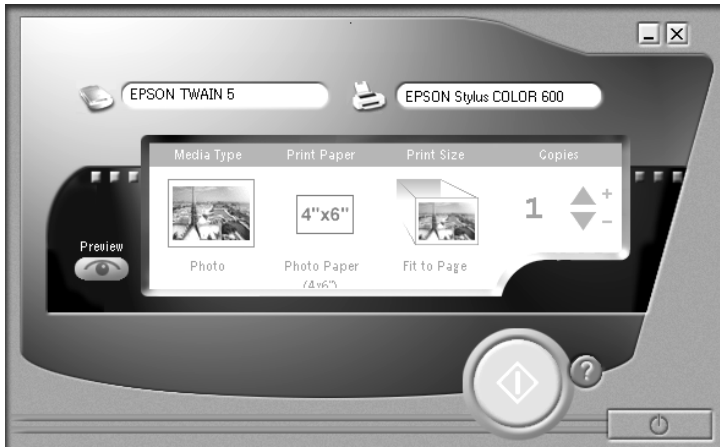 EPSON TWAIN 5
EPSON Stylus COLOR 600
Media Type Print Paper Print Size Copies
4"x6"
1
+
-
Preview
Photo Photo Paper Fit to Page
(4x6")
?